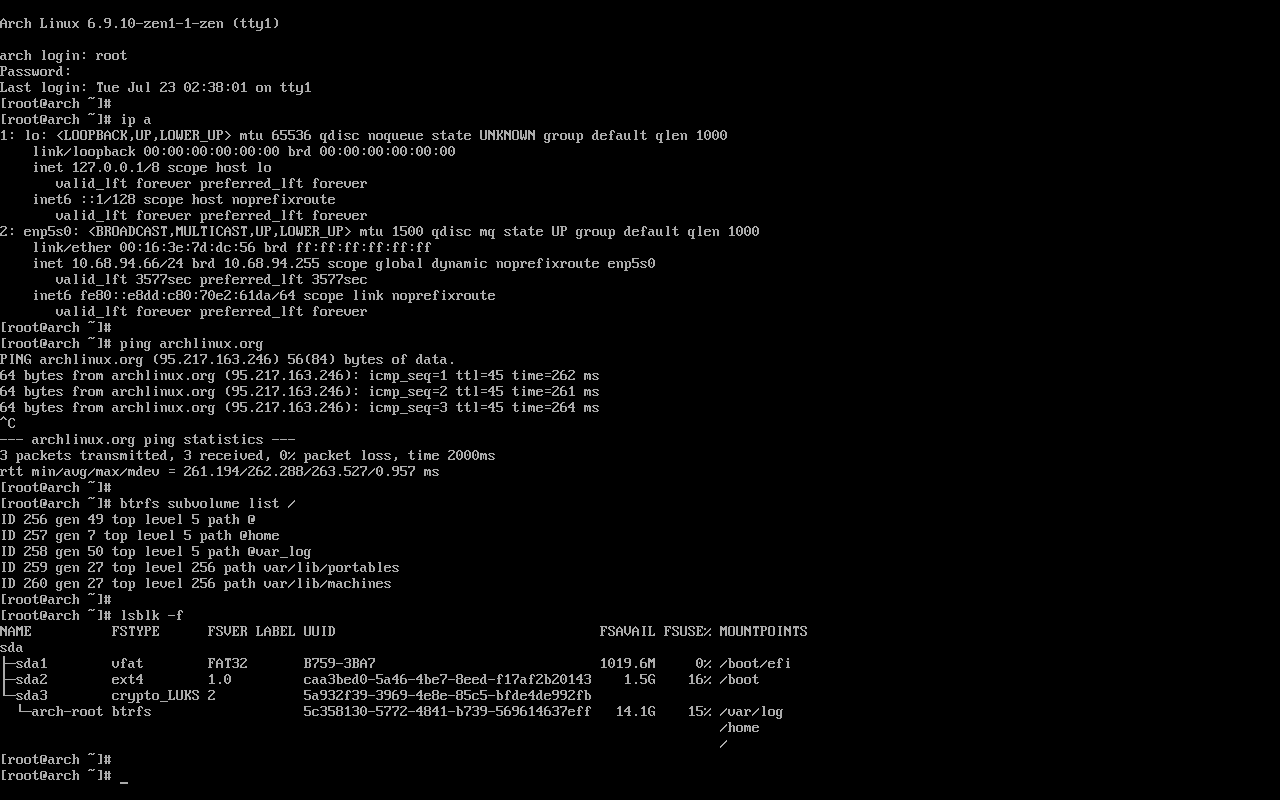 Arch Linux 6.9.10-zen1-1-zen (tty1)
arch login: root
Password:
Last login: Tue Jul 23 02:38:01 on tty1
[root@arch ~]#
[root@arch ~]# ip a
1: lo: <LOOPBACK,UP,LOWER_UP> mtu 65536 qdisc noqueue state UNKNOWN group default qlen 1000
    link/loopback 00:00:00:00:00:00 brd 00:00:00:00:00:00
    inet 127.0.0.1/8 scope host lo
       valid_lft forever preferred_lft forever
    inet6 ::1/128 scope host noprefixroute
       valid_lft forever preferred_lft forever
2: enp5s0: <BROADCAST,MULTICAST,UP,LOWER_UP> mtu 1500 qdisc mq state UP group default qlen 1000
    link/ether 00:16:3e:7d:dc:56 brd ff:ff:ff:ff:ff:ff
    inet 10.68.94.66/24 brd 10.68.94.255 scope global dynamic noprefixroute enp5s0
       valid_lft 3577sec preferred_lft 3577sec
    inet6 fe80::e8dd:c80:70e2:61da/64 scope link noprefixroute
       valid_lft forever preferred_lft forever
[root@arch ~]#
[root@arch ~]# ping archlinux.org
PING archlinux.org (95.217.163.246) 56(84) bytes of data.
64 bytes from archlinux.org (95.217.163.246): icmp_seq=1 ttl=45 time=262 ms
64 bytes from archlinux.org (95.217.163.246): icmp_seq=2 ttl=45 time=261 ms
64 bytes from archlinux.org (95.217.163.246): icmp_seq=3 ttl=45 time=264 ms
^C
--- archlinux.org ping statistics ---
3 packets transmitted, 3 received, 0% packet loss, time 2000ms
rtt min/avg/max/mdev = 261.194/262.288/263.527/0.957 ms
[root@arch ~]#
[root@arch ~]# btrfs subvolume list /
ID 256 gen 49 top level 5 path @
ID 257 gen 7 top level 5 path @home
ID 258 gen 50 top level 5 path @var_log
ID 259 gen 27 top level 256 path var/lib/portables
ID 260 gen 27 top level 256 path var/lib/machines
[root@arch ~]#
[root@arch ~]# lsblk -f
NAME          FSTYPE      FSVER LABEL UUID                                 FSAVAIL FSUSE% MOUNTPOINTS
sda
├─sda1        vfat        FAT32       B759-3BA7                            1019.6M     0% /boot/efi
├─sda2        ext4        1.0         caa3bed0-5a46-4be7-8eed-f17af2b20143    1.5G    16% /boot
└─sda3        crypto_LUKS 2           5a932f39-3969-4e8e-85c5-bfde4de992fb
  └─arch-root btrfs                   5c358130-5772-4841-b739-569614637eff   14.1G    15% /var/log
                                                                                          /home
                                                                                          /
[root@arch ~]#
[root@arch ~]# _